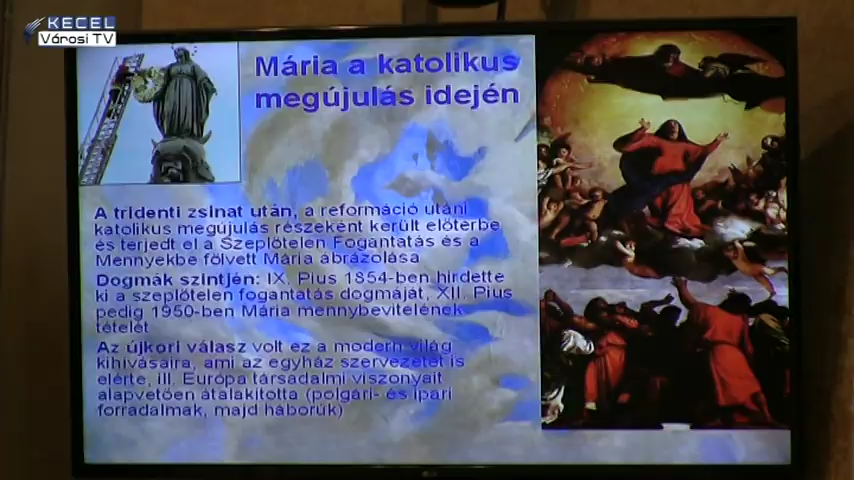 KECEL
Városi TV
Mária a katolikus
megújulás idején
A tridenti zsinat után, a reformáció utáni
katolikus megújulás részeként került előtérbe
és terjedt el a Szeplőtelen Fogantatás és a
Mennyekbe fölvett Mária ábrázolása
Dogmák szintjén: IX. Pius 1854-ben hirdette
ki a szeplőtelen fogantatás dogmáját, XII. Pius
pedig 1950-ben Mária mennybevitelének
tételét
Az újkori válasz volt ez a modern világ
kihívásaira, ami az egyház szervezetét is
elérte, ill. Európa társadalmi viszonyait
alapvetően átalakította (polgári- és ipari
forradalmak, majd háborúk)
LG